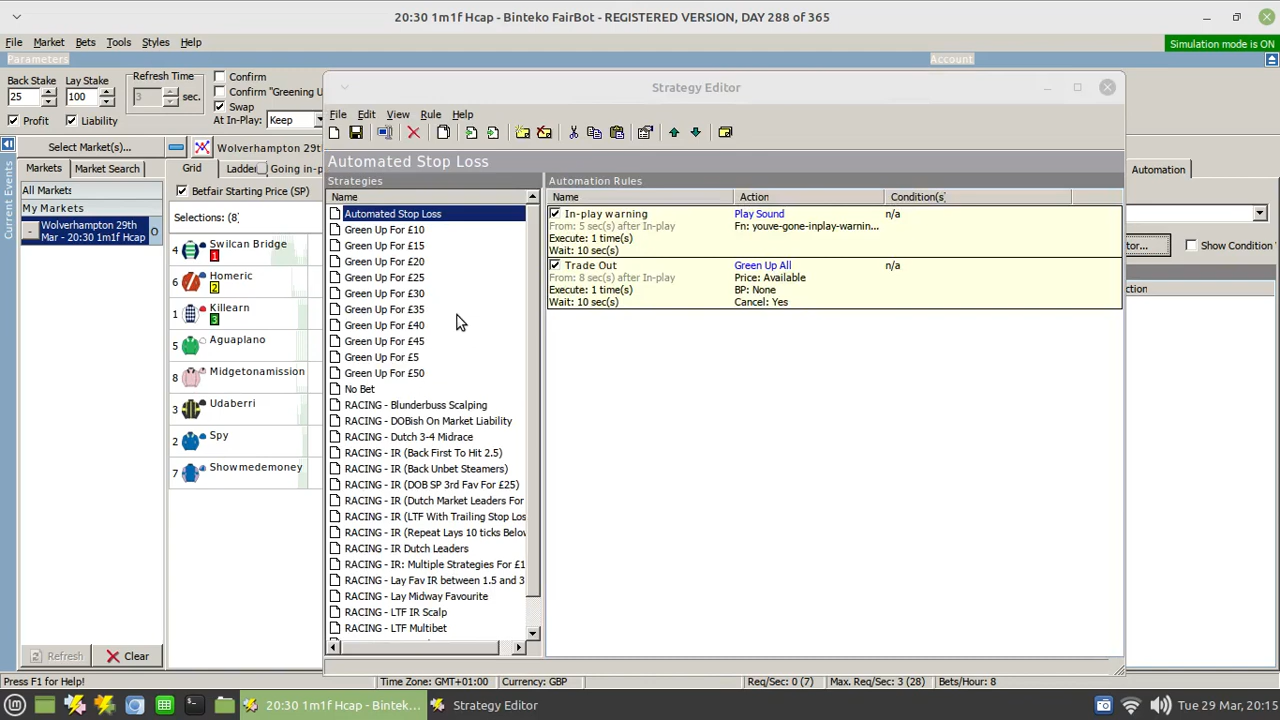 20:30 1m1f Hcap - Binteko FairBot - REGISTERED VERSION, DAY 288 of 365
File Market Bets Tools Styles Help
Simulation mode is ON
Parameters
Account
Back Stake
25
Lay Stake
100
Refresh Time
3 sec.
Confirm
Confirm "Greening U
Swap
At In-Play: Keep
Profit
Liability
Select Market(s)...
Wolverhampton 29th
Markets
Market Search
Grid
Ladder
Going in-p
Current Events
All Markets
My Markets
Wolverhampton 29th
Mar - 20:30 1m1f Hcap
Betfair Starting Price (SP)
Selections: (8)
4 Swilcan Bridge
1
6 Homeric
2
1 Killearn
3
5 Aguaplano
8 Midgetonamission
3 Udaberri
2 Spy
7 Showmedemoney
Refresh
Clear
Strategy Editor
File Edit View Rule Help
Automated Stop Loss
Strategies
Name
Automated Stop Loss
Green Up For £10
Green Up For £15
Green Up For £20
Green Up For £25
Green Up For £30
Green Up For £35
Green Up For £40
Green Up For £45
Green Up For £5
Green Up For £50
No Bet
RACING - Blunderbuss Scalping
RACING - DOBish On Market Liability
RACING - Dutch 3-4 Midrace
RACING - IR (Back First To Hit 2.5)
RACING - IR (Back Unbet Steamers)
RACING - IR (DOB SP 3rd Fav For £25)
RACING - IR (Dutch Market Leaders For
RACING - IR (LTF With Trailing Stop Los
RACING - IR (Repeat Lays 10 ticks Below
RACING - IR Dutch Leaders
RACING - IR: Multiple Strategies For £1
RACING - Lay Fav IR between 1.5 and 3
RACING - Lay Midway Favourite
RACING - LTF IR Scalp
RACING - LTF Multibet
Automation Rules
Name Action Condition(s)
In-play warning Play Sound n/a
From: 5 sec(s) after In-play Fn: youve-gone-inplay-warnin...
Execute: 1 time(s)
Wait: 10 sec(s)
Trade Out Green Up All n/a
From: 8 sec(s) after In-play Price: Available
Execute: 1 time(s) BP: None
Wait: 10 sec(s) Cancel: Yes
Automation
tor...
Show Condition
ction
Press F1 for Help!
Time Zone: GMT+01:00
Currency: GBP
Req/Sec: 0 (7)
Max. Req/Sec: 3 (28)
Bets/Hour: 8
20:30 1m1f Hcap - Bintek...
Strategy Editor
Tue 29 Mar, 20:15